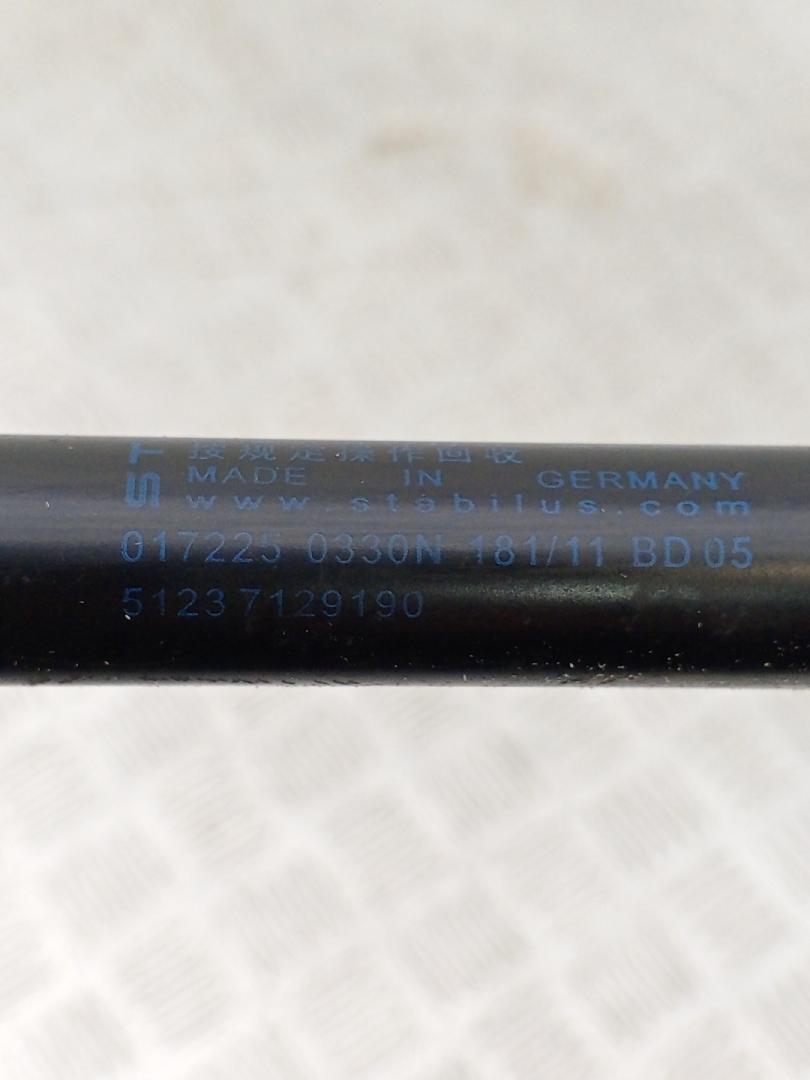 ST
按规定操作回收
MADE IN GERMANY
www.stabilus.com
017225 0330N 181/11 BD05
51237129190